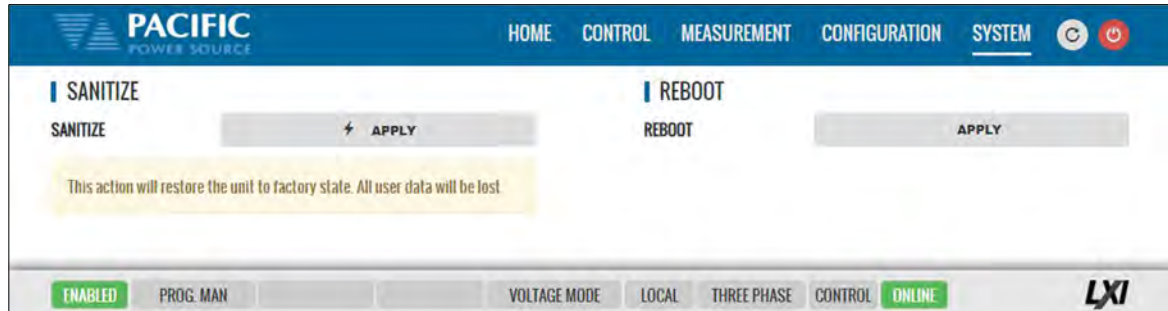 PACIFIC
POWER SOURCE
HOME CONTROL MEASUREMENT CONFIGURATION SYSTEM
SANITIZE
SANITIZE APPLY
This action will restore the unit to factory state. All user data will be lost
REBOOT
REBOOT APPLY
ENABLED PROG. MAN VOLTAGE MODE LOCAL THREE PHASE CONTROL ONLINE LXI